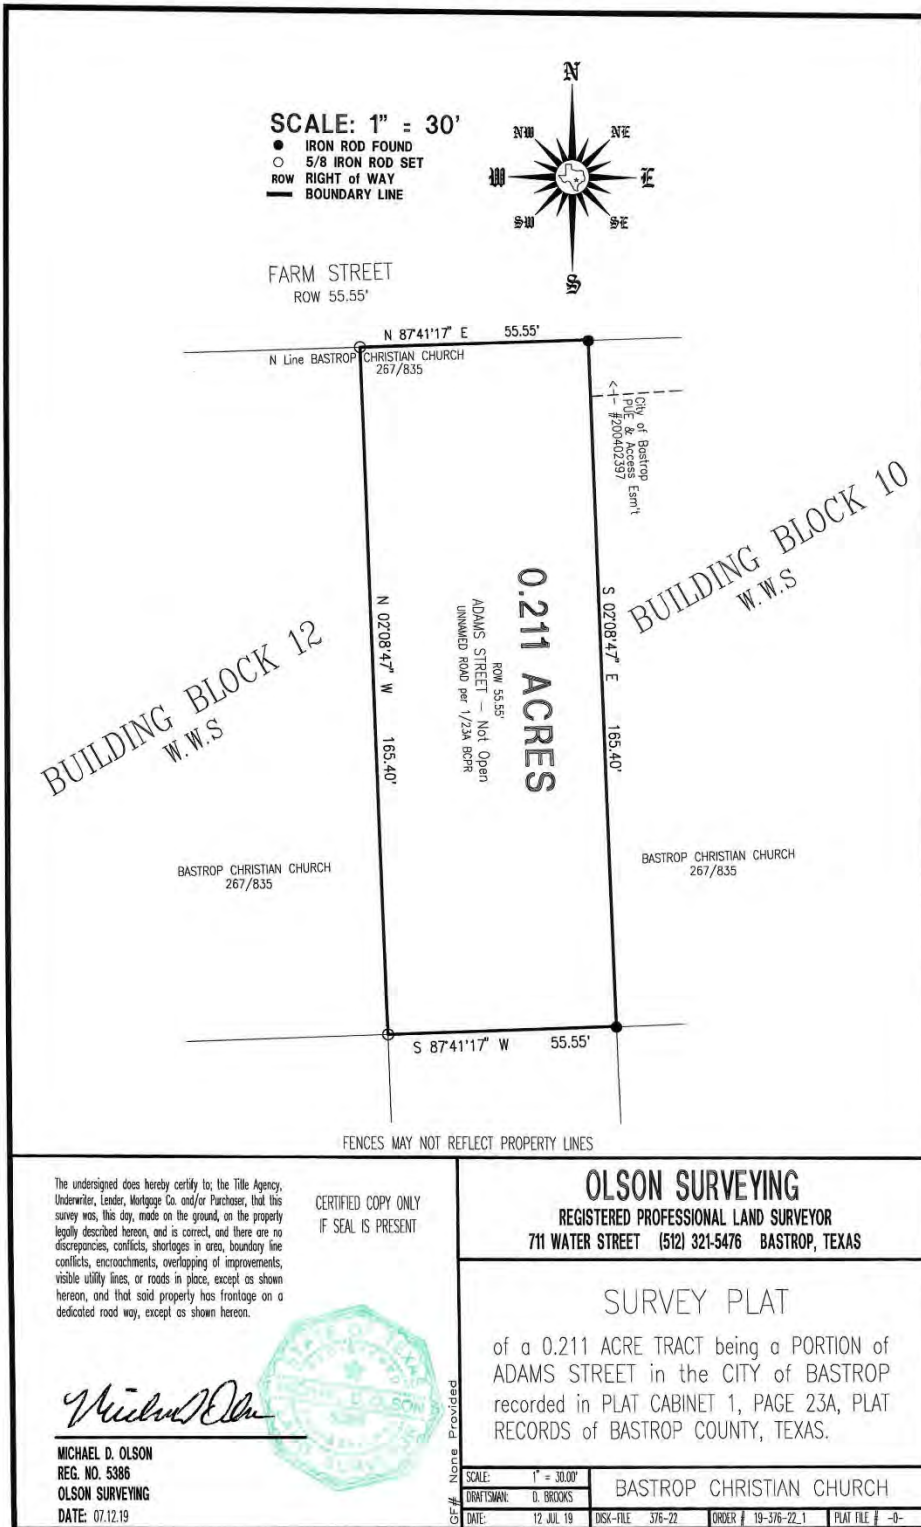 N
NW NE
W E
SW SE
S
SCALE: 1" = 30'
IRON ROD FOUND
5/8 IRON ROD SET
ROW RIGHT of WAY
BOUNDARY LINE
FARM STREET
ROW 55.55'
N 87°41'17" E 55.55'
N Line BASTROP CHRISTIAN CHURCH
267/835
City of Bastrop
PUE & Access Esm't
<-|- #200402397
BUILDING BLOCK 10
W.W.S
BUILDING BLOCK 12
W.W.S
N 02°08'47" W 165.40'
S 02°08'47" E 165.40'
0.211 ACRES
ROW 55.55'
ADAMS STREET - Not Open
UNNAMED ROAD per 1/23A BCPR
BASTROP CHRISTIAN CHURCH
267/835
BASTROP CHRISTIAN CHURCH
267/835
S 87°41'17" W 55.55'
FENCES MAY NOT REFLECT PROPERTY LINES
The undersigned does hereby certify to; the Title Agency,
Underwriter, Lender, Mortgage Co. and/or Purchaser, that this
survey was, this day, made on the ground, on the property
legally described hereon, and is correct, and there are no
discrepancies, conflicts, shortages in area, boundary line
conflicts, encroachments, overlapping of improvements,
visible utility lines, or roads in place, except as shown
hereon, and that said property has frontage on a
dedicated road way, except as shown hereon.
CERTIFIED COPY ONLY
IF SEAL IS PRESENT
STATE OF TEXAS
MICHAEL D. OLSON
Michael D. Olson
MICHAEL D. OLSON
REG. NO. 5386
OLSON SURVEYING
DATE: 07.12.19
GF# None Provided
OLSON SURVEYING
REGISTERED PROFESSIONAL LAND SURVEYOR
711 WATER STREET (512) 321-5476 BASTROP, TEXAS
SURVEY PLAT
of a 0.211 ACRE TRACT being a PORTION of
ADAMS STREET in the CITY of BASTROP
recorded in PLAT CABINET 1, PAGE 23A, PLAT
RECORDS of BASTROP COUNTY, TEXAS.
SCALE: 1" = 30.00'
DRAFTSMAN: D. BROOKS
BASTROP CHRISTIAN CHURCH
DATE: 12 JUL 19 DISK-FILE 376-22 ORDER # 19-376-22_1 PLAT FILE # -0-